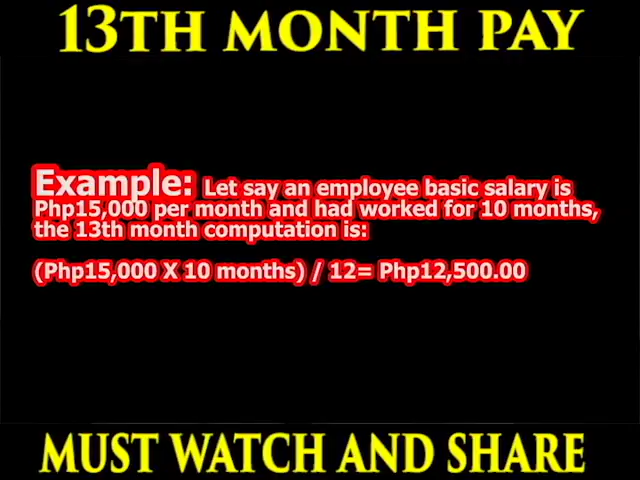 13TH MONTH PAY
Example: Let say an employee basic salary is
Php15,000 per month and had worked for 10 months,
the 13th month computation is:
(Php15,000 X 10 months) / 12= Php12,500.00
MUST WATCH AND SHARE